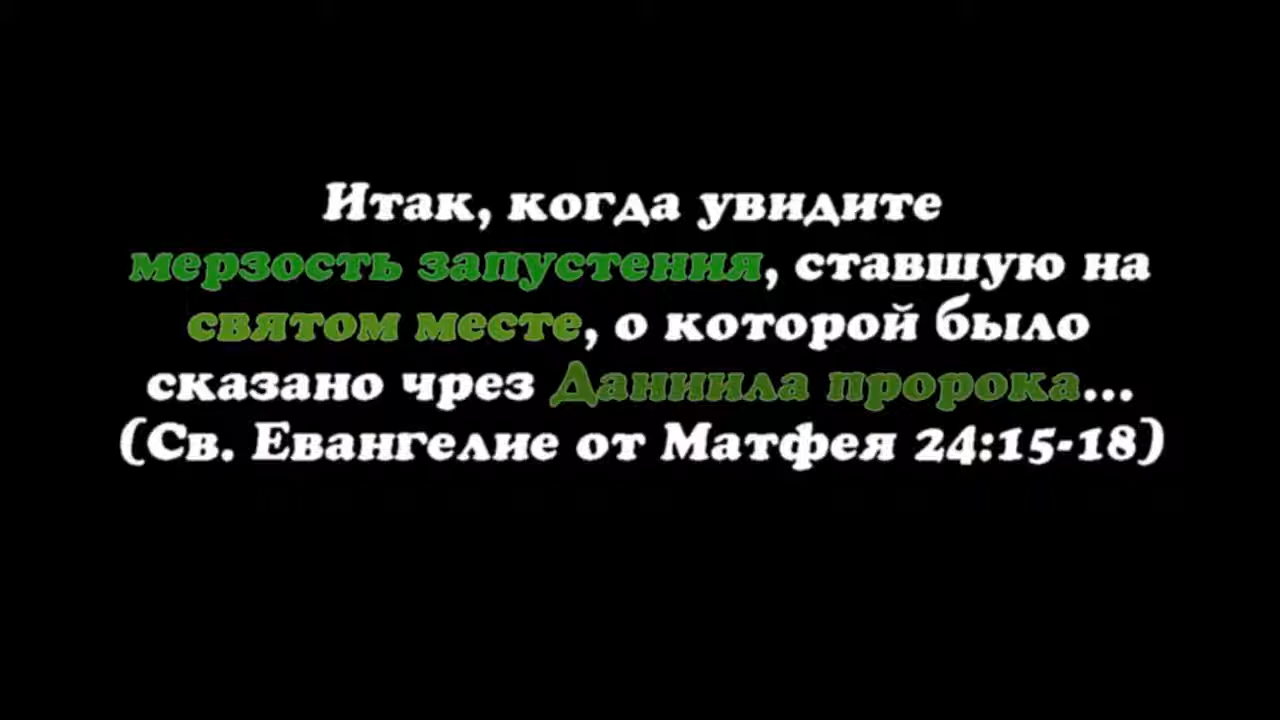 Итак, когда увидите
мерзость запустения, ставшую на
святом месте, о которой было
сказано чрез Даниила пророка...
(Св. Евангелие от Матфея 24:15-18)